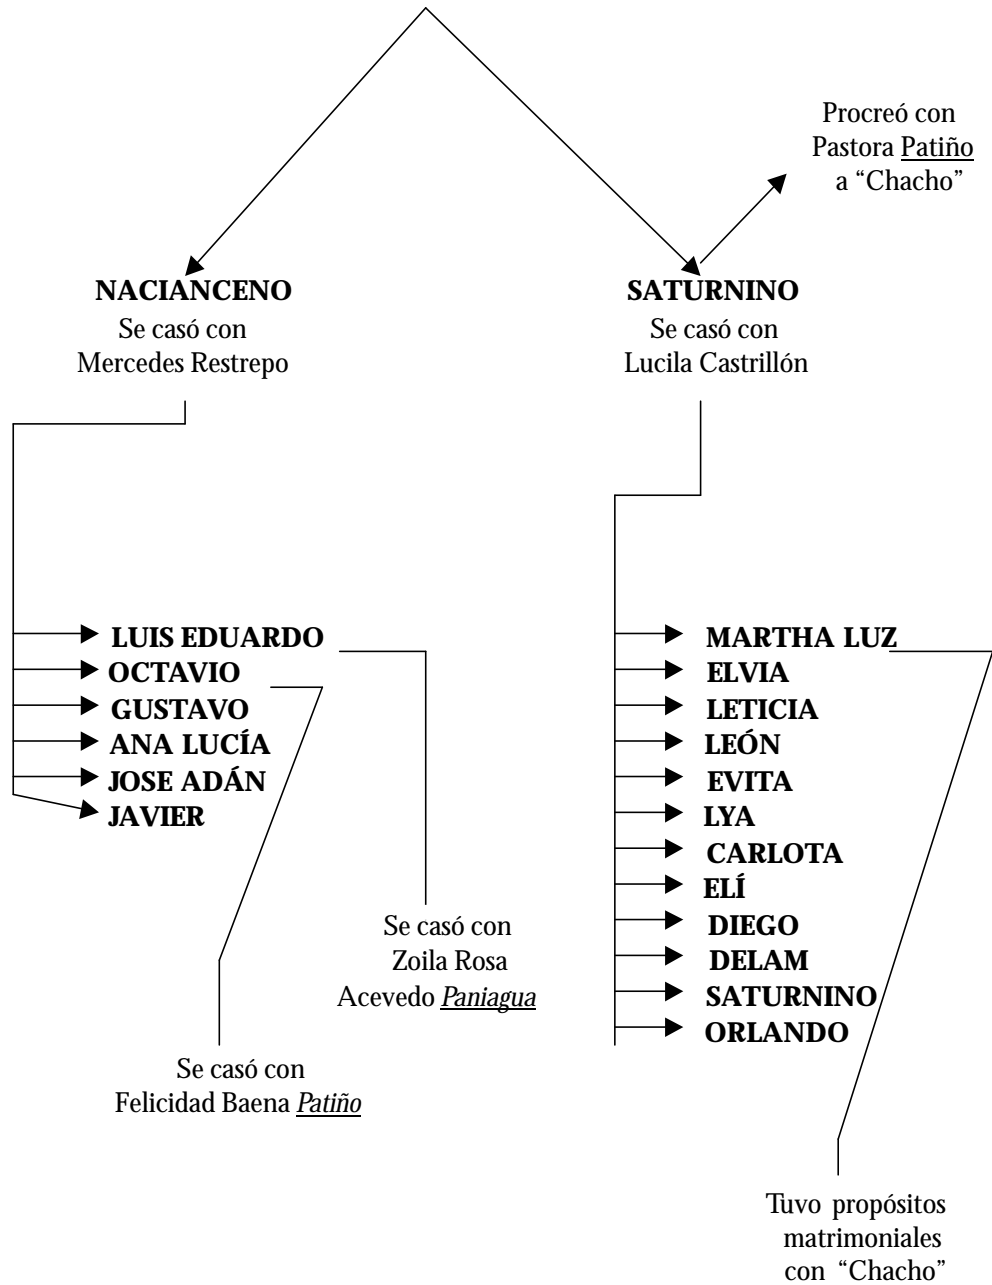 Procreó con
Pastora Patiño
a “Chacho”
NACIANCENO
Se casó con
Mercedes Restrepo
SATURNINO
Se casó con
Lucila Castrillón
LUIS EDUARDO
OCTAVIO
GUSTAVO
ANA LUCÍA
JOSE ADÁN
JAVIER
MARTHA LUZ
ELVIA
LETICIA
LEÓN
EVITA
LYA
CARLOTA
ELÍ
DIEGO
DELAM
SATURNINO
ORLANDO
Se casó con
Zoila Rosa
Acevedo Paniagua
Se casó con
Felicidad Baena Patiño
Tuvo propósitos
matrimoniales
con “Chacho”